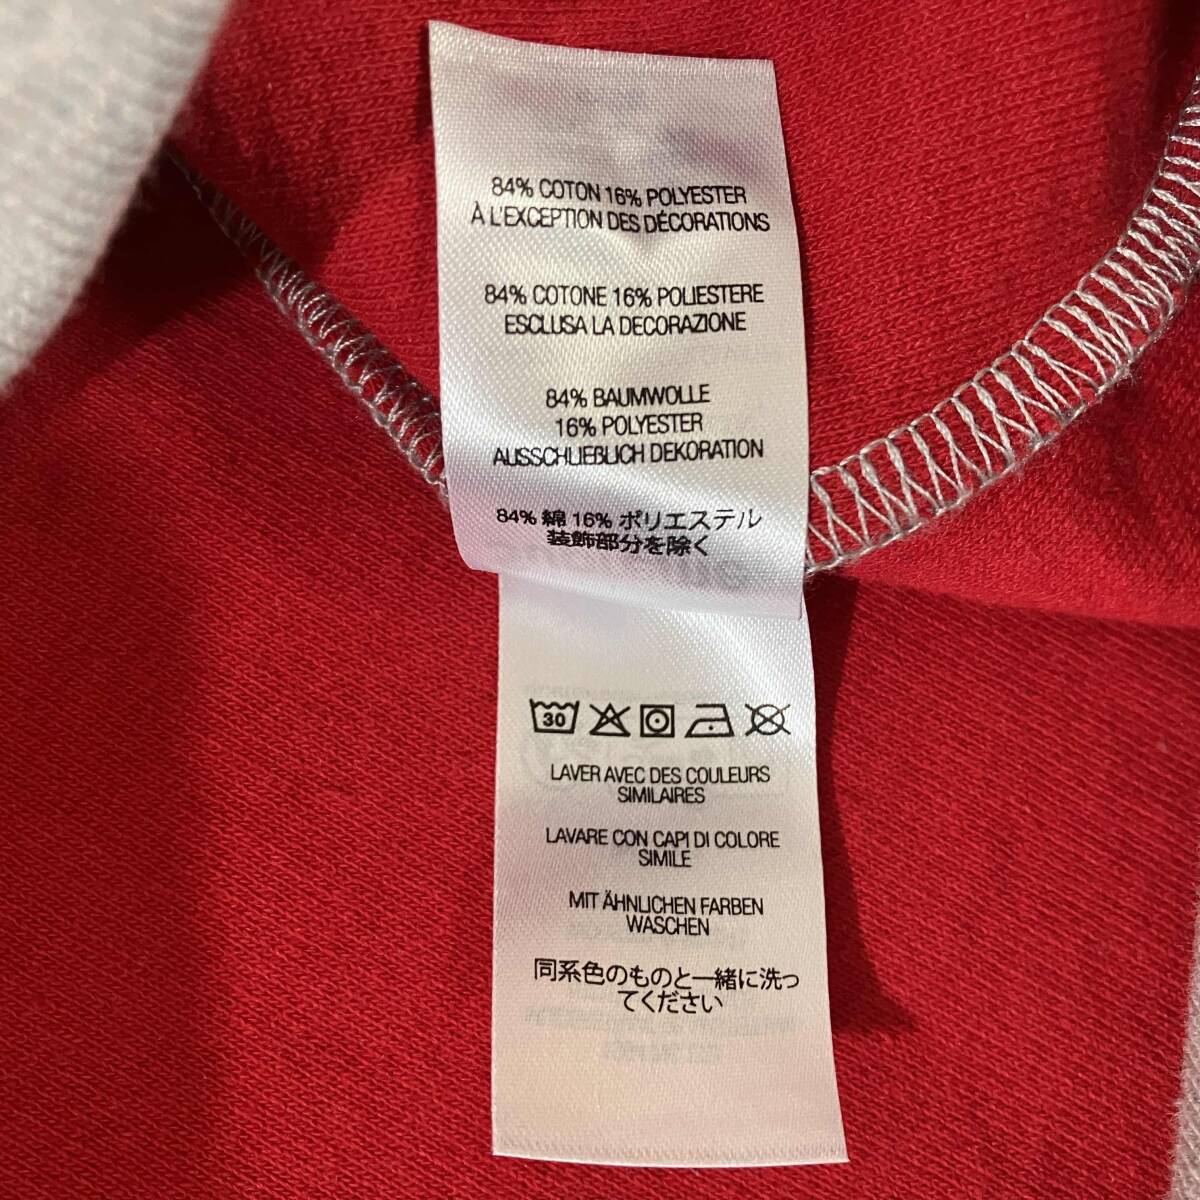 84% COTON 16% POLYESTER
À L'EXCEPTION DES DÉCORATIONS
84% COTONE 16% POLIESTERE
ESCLUSA LA DECORAZIONE
84% BAUMWOLLE
16% POLYESTER
AUSSCHLIEßLICH DEKORATION
84% 綿 16% ポリエステル
装飾部分を除く
30
LAVER AVEC DES COULEURS
SIMILAIRES
LAVARE CON CAPI DI COLORE
SIMILE
MIT ÄHNLICHEN FARBEN
WASCHEN
同系色のものと一緒に洗っ
てください